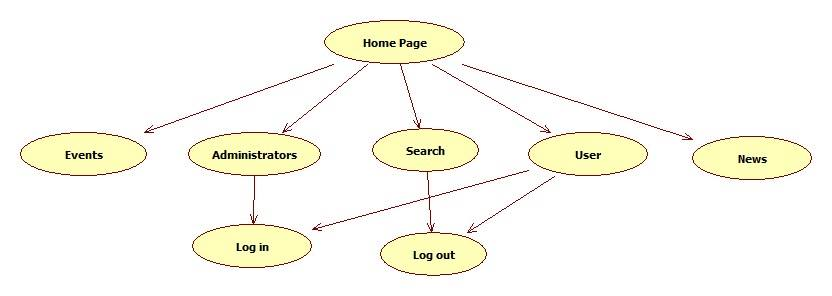 Home Page
Events
Administrators
Search
User
News
Log in
Log out